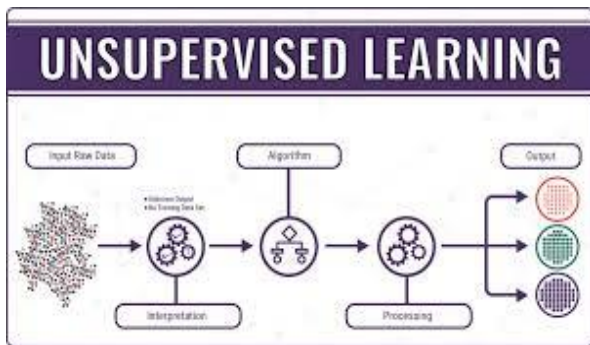 UNSUPERVISED LEARNING
Input Raw Data
Algorithm
Output
• Unknown Output
• No Training Data Set
Interpretation
Processing